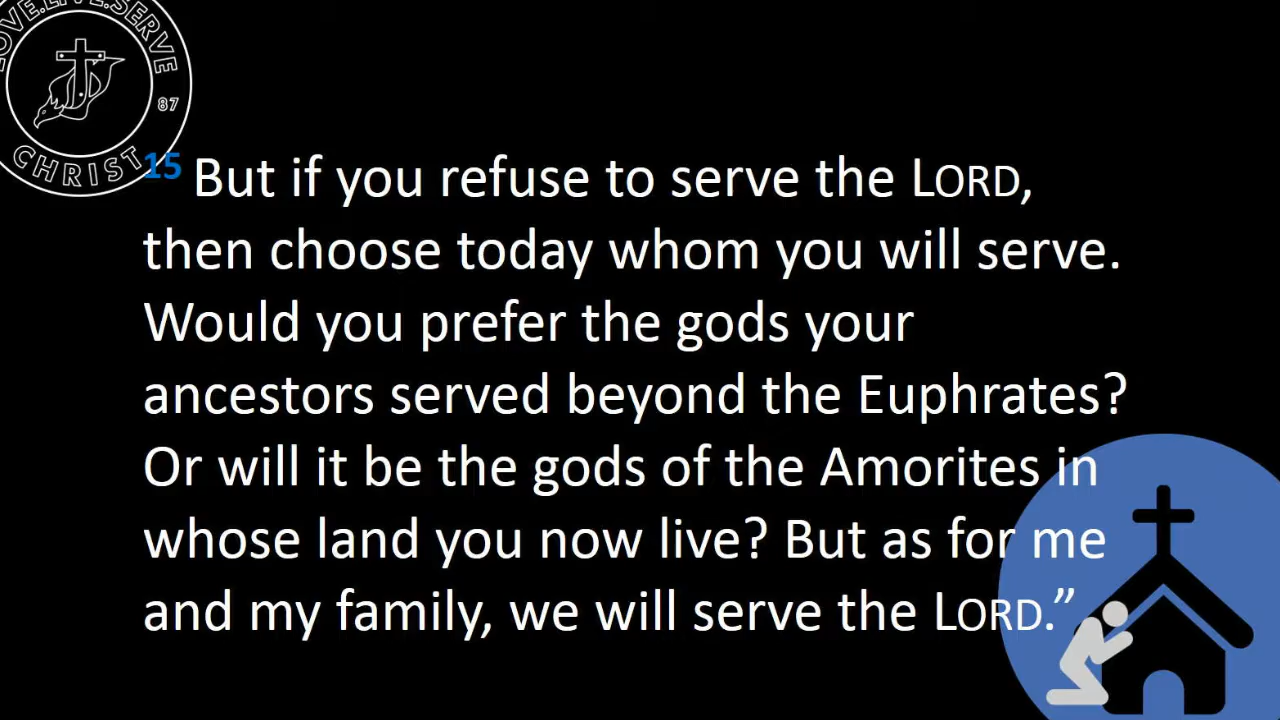 LOVE.LIVE.SERVE
87
CHRIST
15 But if you refuse to serve the LORD,
then choose today whom you will serve.
Would you prefer the gods your
ancestors served beyond the Euphrates?
Or will it be the gods of the Amorites in
whose land you now live? But as for me
and my family, we will serve the LORD.”